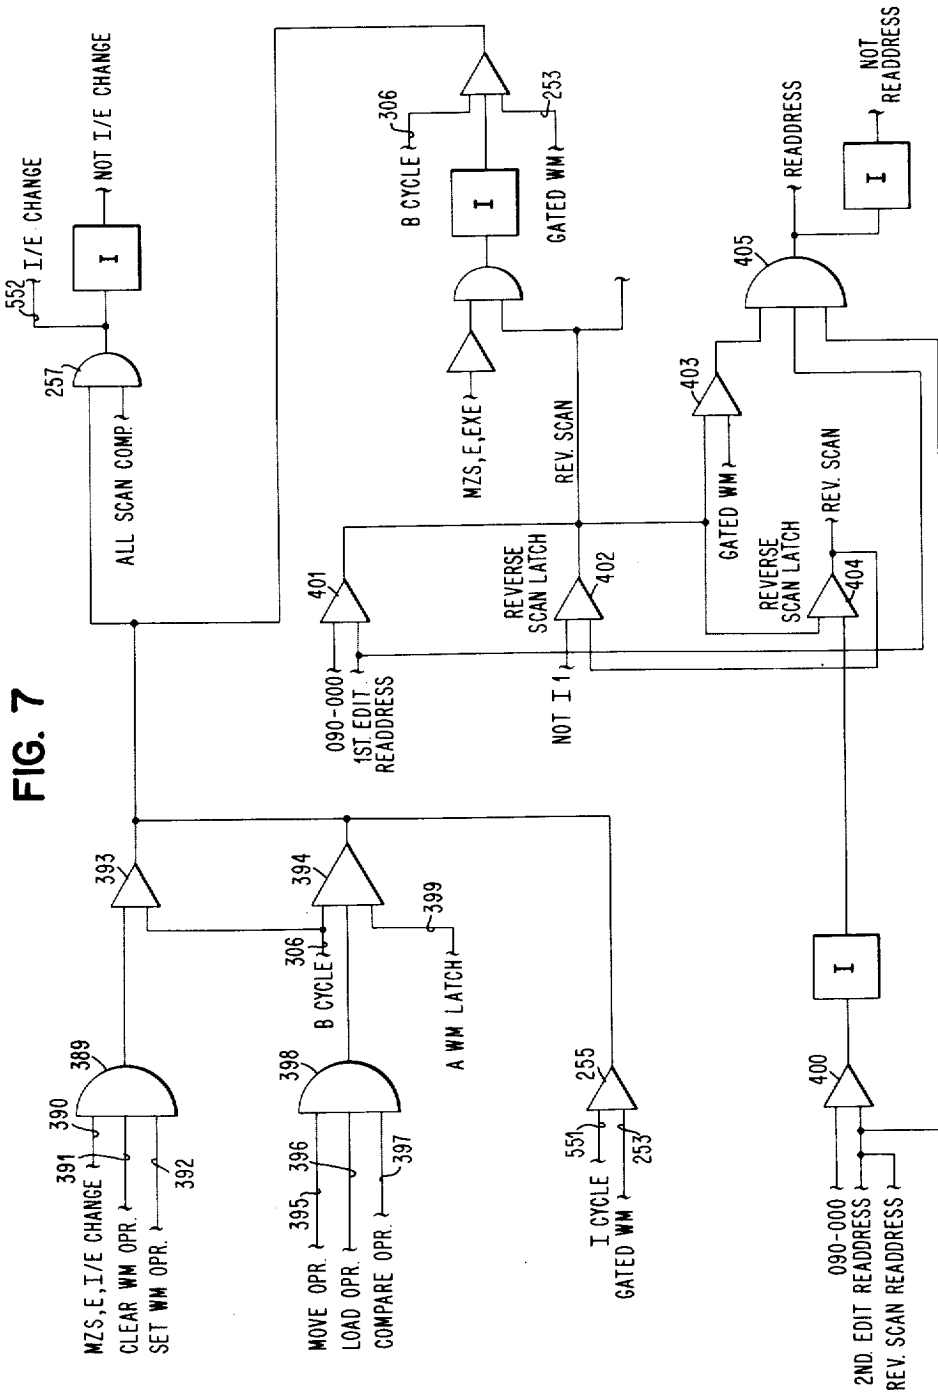 FIG. 7
MZS,E,I/E CHANGE
390
CLEAR WM OPR.
391
SET WM OPR.
392
389
393
MOVE OPR.
395
LOAD OPR.
396
COMPARE OPR.
397
398
B CYCLE
306
394
A WM LATCH
399
I CYCLE
551
GATED WM
253
255
090-000
2ND. EDIT READDRESS
REV. SCAN READDRESS
400
I
257
ALL SCAN COMP.
552
I/E CHANGE
I
NOT I/E CHANGE
B CYCLE
306
GATED WM
253
I
MZS,E,EXE
REV. SCAN
090-000
1ST. EDIT.
READDRESS
401
NOT I 1
REVERSE
SCAN LATCH
402
GATED WM
403
REVERSE
SCAN LATCH
404
REV. SCAN
405
READDRESS
I
NOT
READDRESS